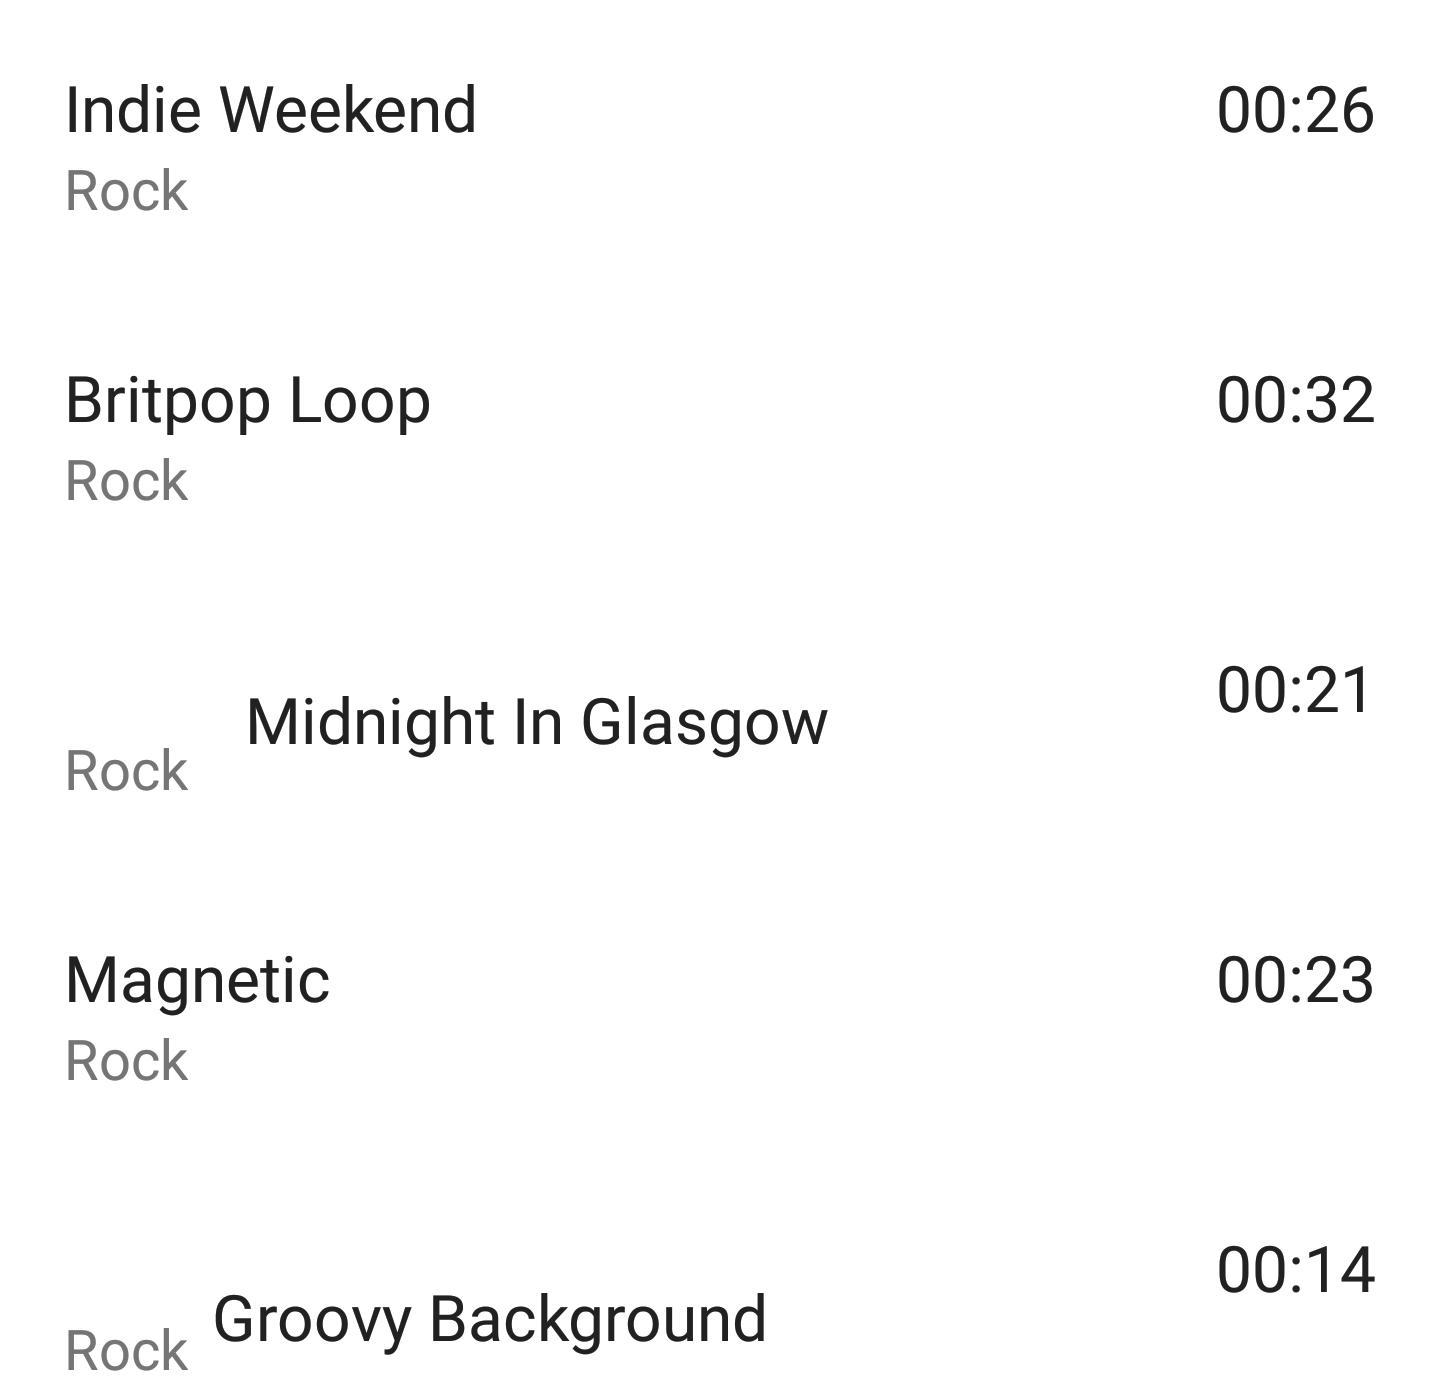 Indie Weekend 00:26
Rock
Britpop Loop 00:32
Rock
00:21
Midnight In Glasgow
Rock
Magnetic 00:23
Rock
00:14
Groovy Background
Rock